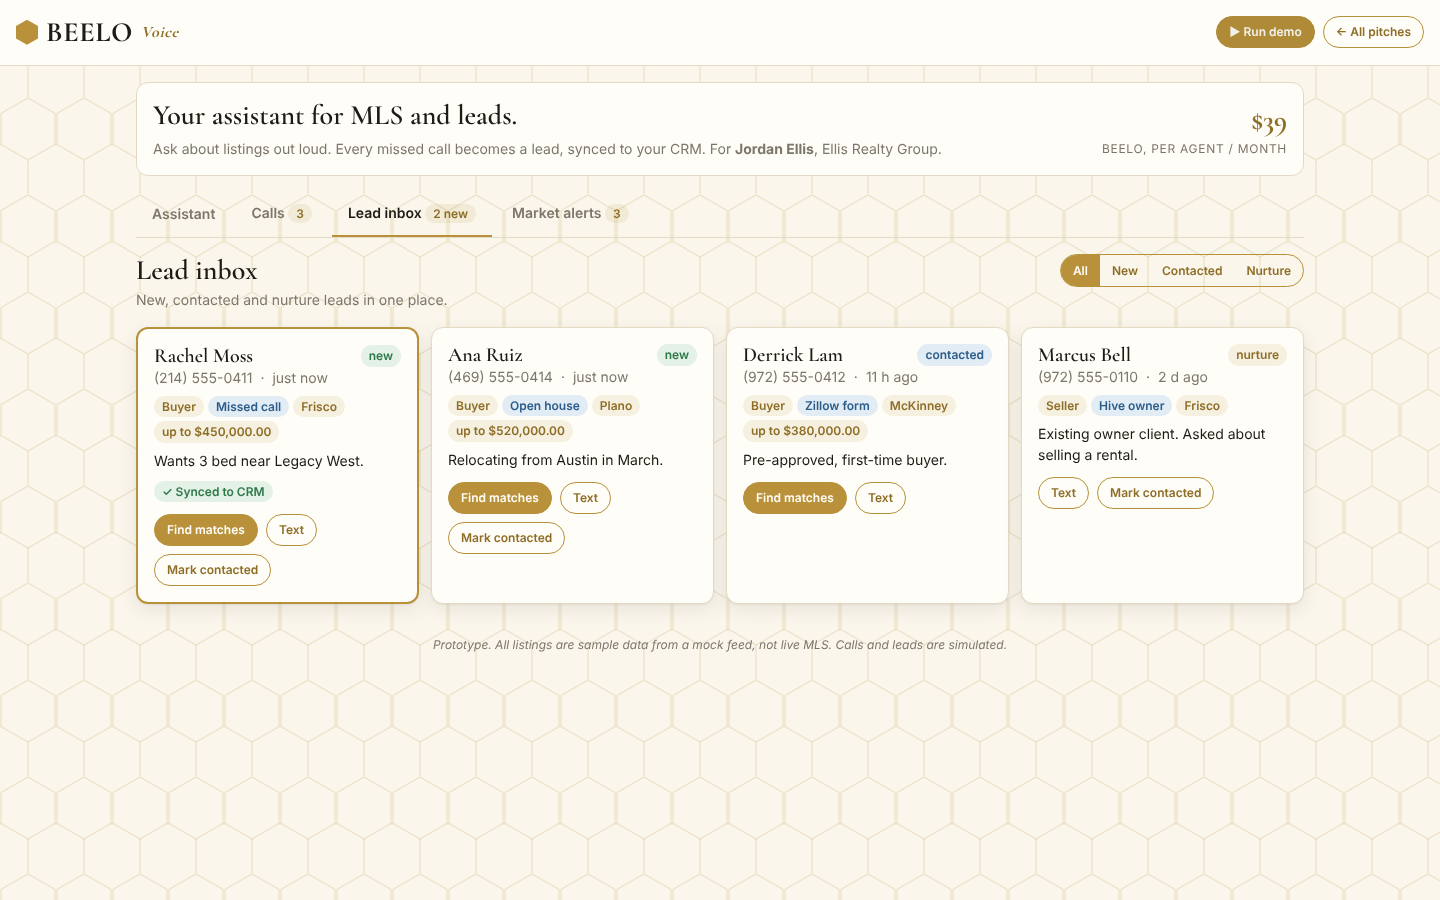 BEELO Voice
▶ Run demo
← All pitches
Your assistant for MLS and leads.
Ask about listings out loud. Every missed call becomes a lead, synced to your CRM. For Jordan Ellis, Ellis Realty Group.
$39
BEELO, PER AGENT / MONTH
Assistant
Calls 3
Lead inbox 2 new
Market alerts 3
Lead inbox
New, contacted and nurture leads in one place.
All New Contacted Nurture
Rachel Moss new
(214) 555-0411 · just now
Buyer Missed call Frisco
up to $450,000.00
Wants 3 bed near Legacy West.
✓ Synced to CRM
Find matches Text
Mark contacted
Ana Ruiz new
(469) 555-0414 · just now
Buyer Open house Plano
up to $520,000.00
Relocating from Austin in March.
Find matches Text
Mark contacted
Derrick Lam contacted
(972) 555-0412 · 11 h ago
Buyer Zillow form McKinney
up to $380,000.00
Pre-approved, first-time buyer.
Find matches Text
Marcus Bell nurture
(972) 555-0110 · 2 d ago
Seller Hive owner Frisco
Existing owner client. Asked about
selling a rental.
Text Mark contacted
Prototype. All listings are sample data from a mock feed, not live MLS. Calls and leads are simulated.